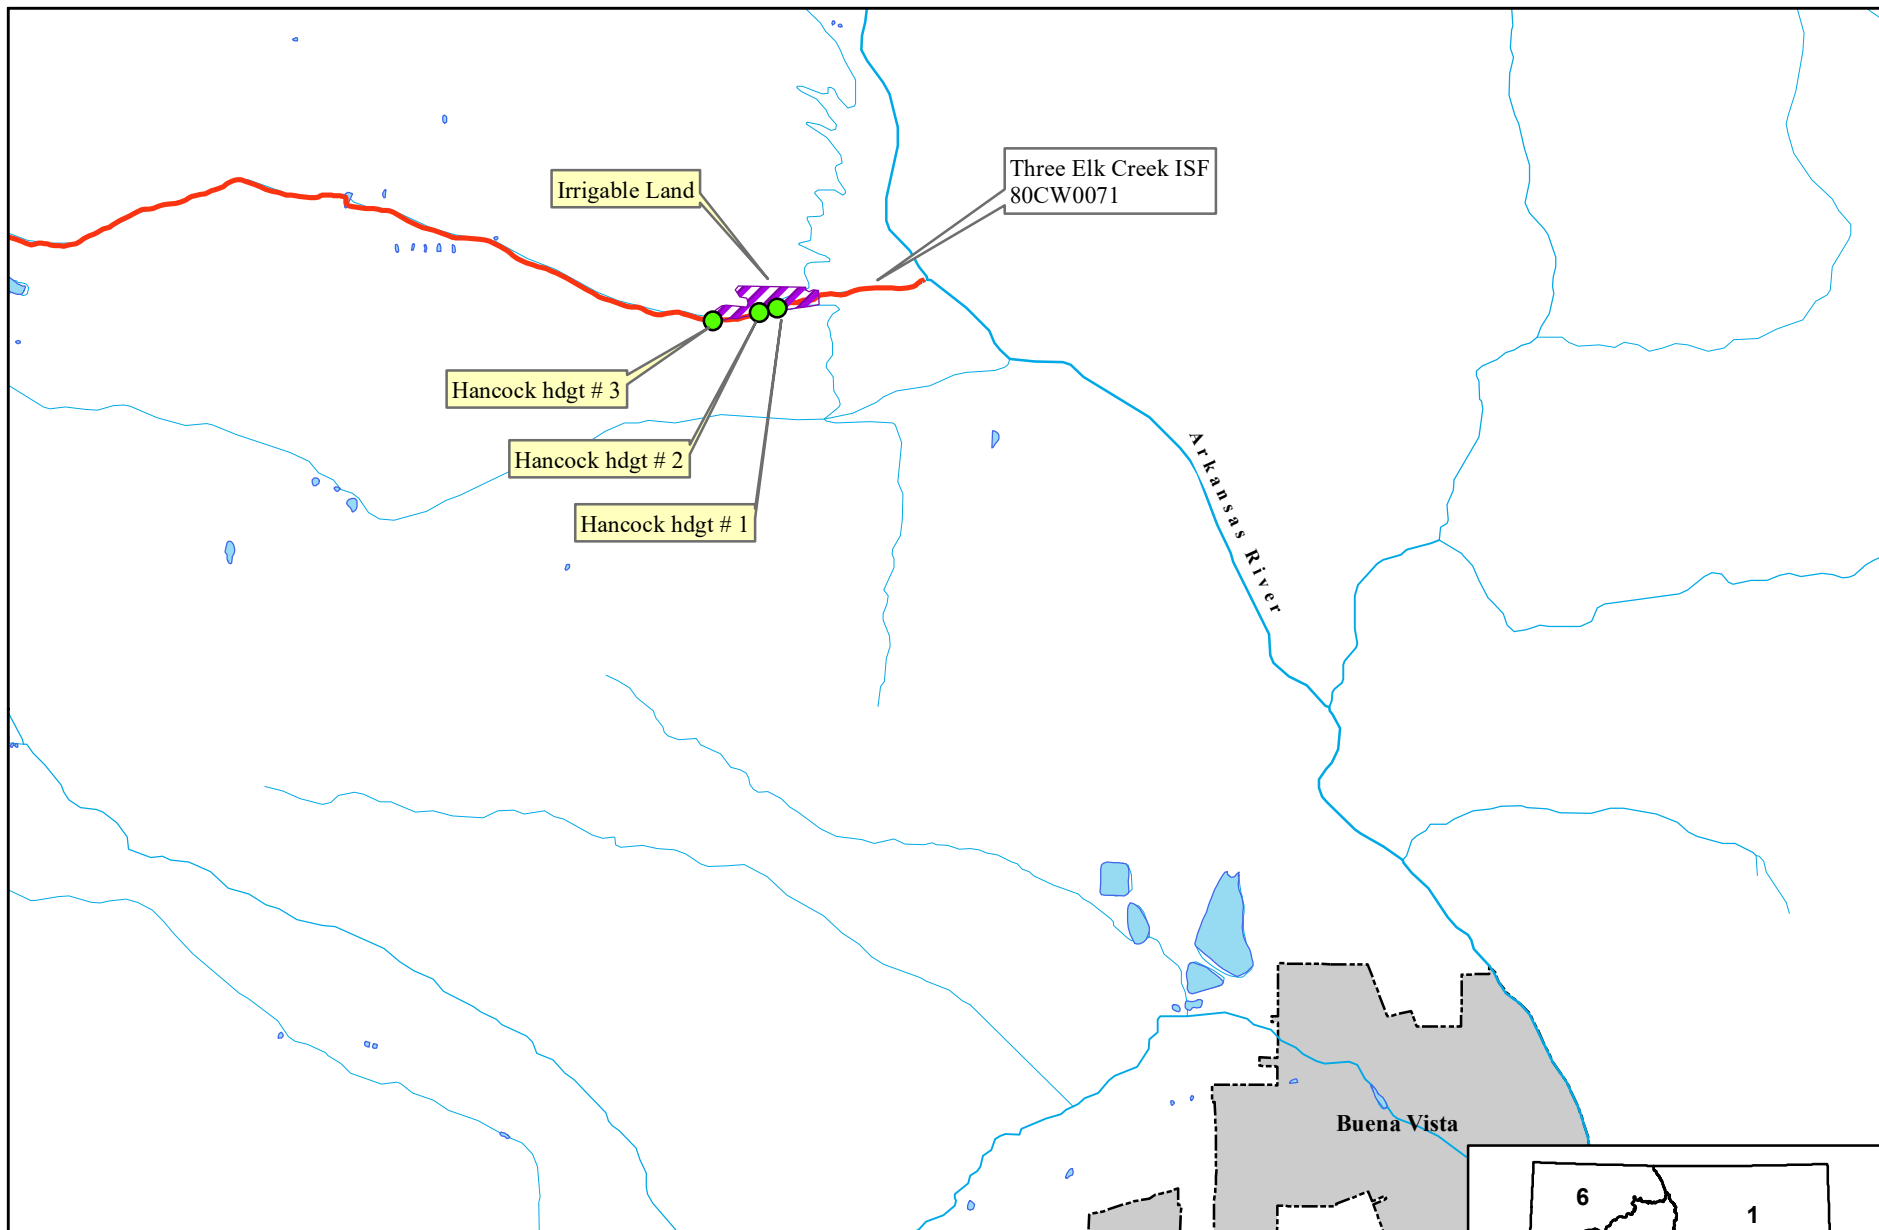 Three Elk Creek ISF
80CW0071
Irrigable Land
Hancock hdgt # 3
Hancock hdgt # 2
Hancock hdgt # 1
Arkansas River
Buena Vista
6
1